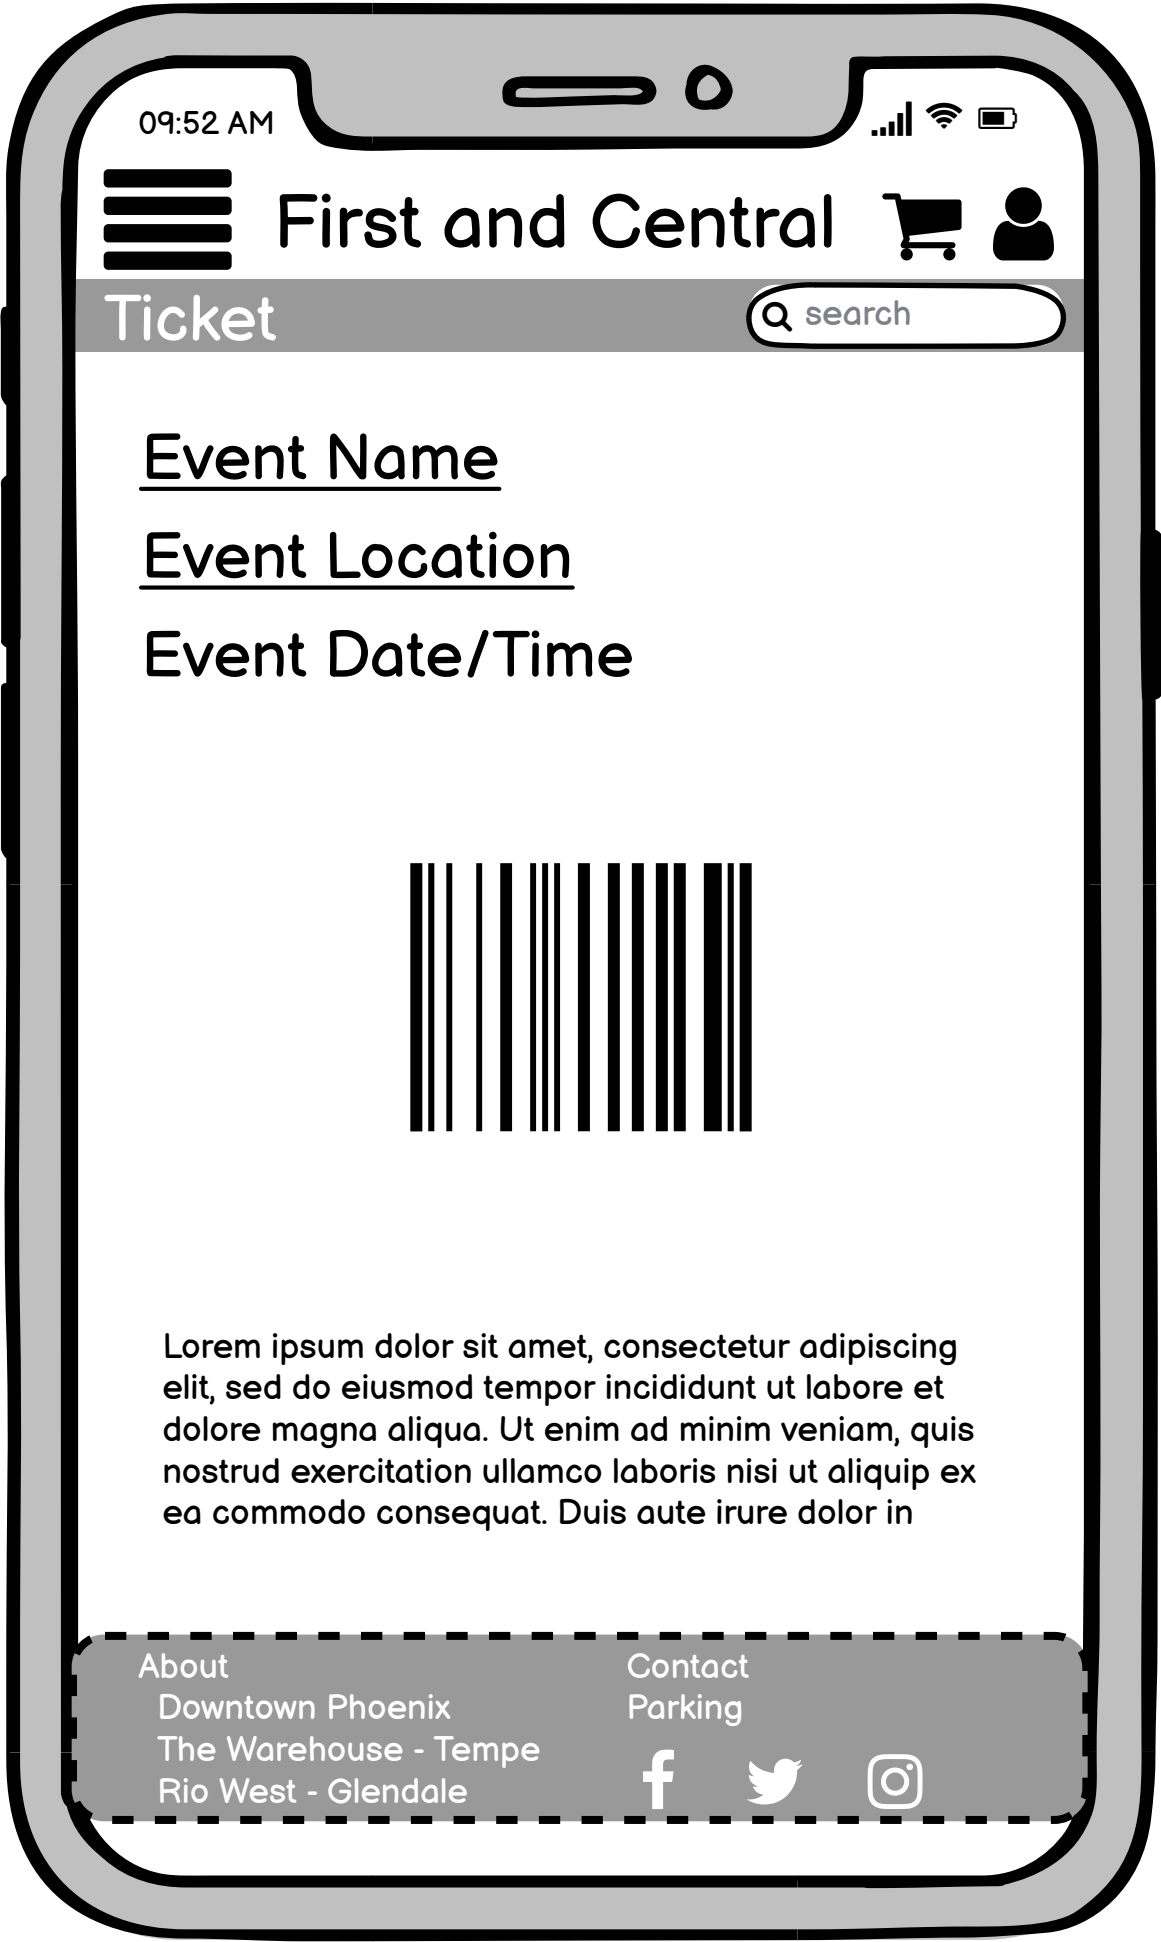 09:52 AM
First and Central
Ticket
search
Event Name
Event Location
Event Date/Time
Lorem ipsum dolor sit amet, consectetur adipiscing
elit, sed do eiusmod tempor incididunt ut labore et
dolore magna aliqua. Ut enim ad minim veniam, quis
nostrud exercitation ullamco laboris nisi ut aliquip ex
ea commodo consequat. Duis aute irure dolor in
About
Downtown Phoenix
The Warehouse - Tempe
Rio West - Glendale
Contact
Parking